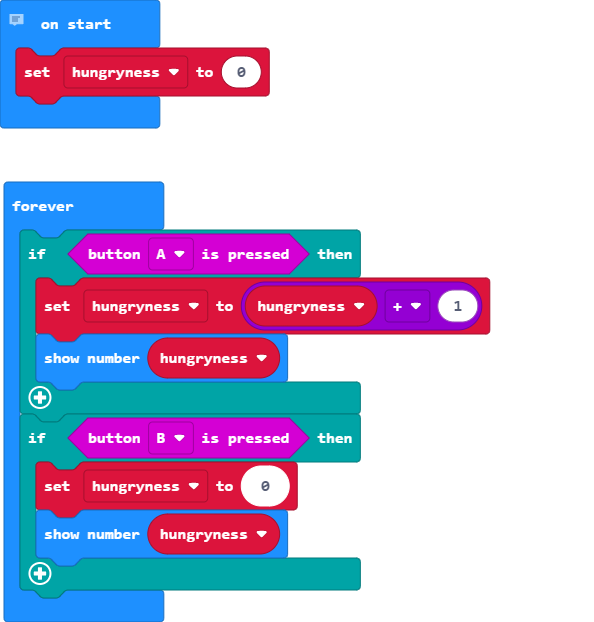 on start
set hungryness to 0
forever
if button A is pressed then
set hungryness to hungryness + 1
show number hungryness
if button B is pressed then
set hungryness to 0
show number hungryness